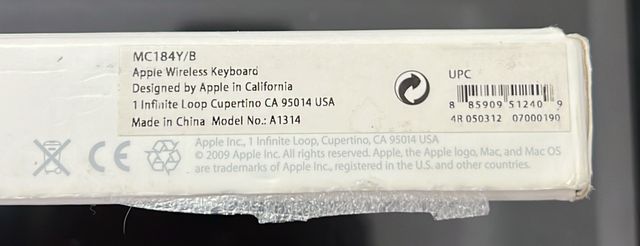 MC184Y/B
Apple Wireless Keyboard
Designed by Apple in California
1 Infinite Loop Cupertino CA 95014 USA
Made in China Model No.: A1314
UPC
8 85909 51240 9
4R 050312 07000190
Apple Inc., 1 Infinite Loop, Cupertino, CA 95014 USA
© 2009 Apple Inc. All rights reserved. Apple, the Apple logo, Mac, and Mac OS
are trademarks of Apple Inc., registered in the U.S. and other countries.
CE